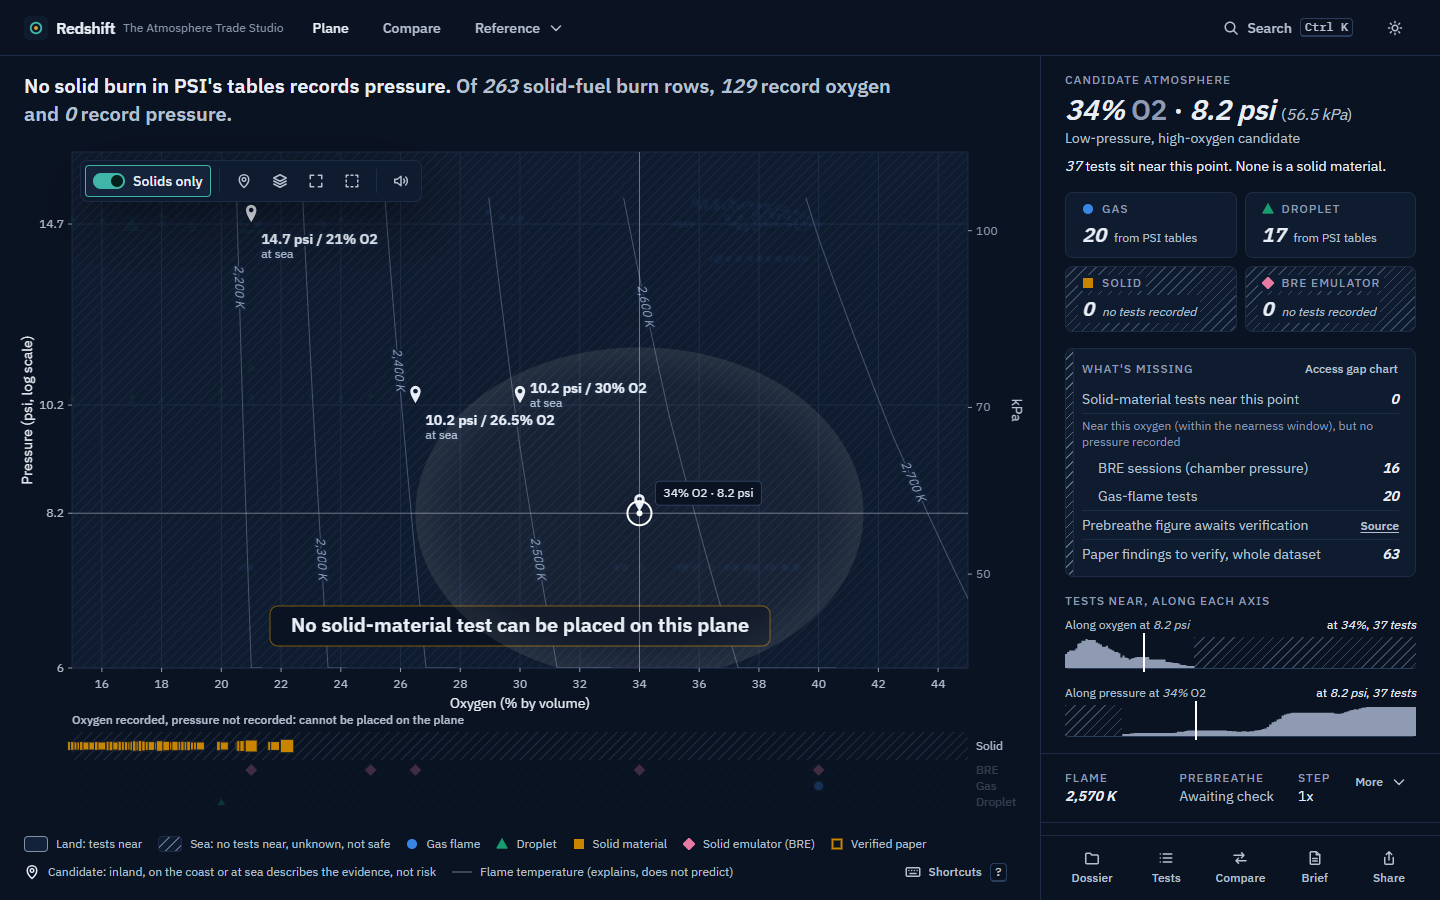 Redshift The Atmosphere Trade Studio Plane Compare Reference Search Ctrl K
No solid burn in PSI's tables records pressure. Of 263 solid-fuel burn rows, 129 record oxygen
and 0 record pressure.
Solids only
14.7 psi / 21% O2
at sea
10.2 psi / 30% O2
at sea
10.2 psi / 26.5% O2
at sea
34% O2 · 8.2 psi
2,200 K
2,300 K
2,400 K
2,500 K
2,600 K
2,700 K
No solid-material test can be placed on this plane
Pressure (psi, log scale)
14.7
10.2
8.2
6
100
70
50
kPa
16 18 20 22 24 26 28 30 32 34 36 38 40 42 44
Oxygen (% by volume)
Oxygen recorded, pressure not recorded: cannot be placed on the plane
Solid
BRE
Gas
Droplet
Land: tests near Sea: no tests near, unknown, not safe Gas flame Droplet Solid material Solid emulator (BRE) Verified paper
Candidate: inland, on the coast or at sea describes the evidence, not risk Flame temperature (explains, does not predict) Shortcuts ?
CANDIDATE ATMOSPHERE
34% O2 · 8.2 psi (56.5 kPa)
Low-pressure, high-oxygen candidate
37 tests sit near this point. None is a solid material.
GAS
20 from PSI tables
DROPLET
17 from PSI tables
SOLID
0 no tests recorded
BRE EMULATOR
0 no tests recorded
WHAT'S MISSING Access gap chart
Solid-material tests near this point 0
Near this oxygen (within the nearness window), but no
pressure recorded
BRE sessions (chamber pressure) 16
Gas-flame tests 20
Prebreathe figure awaits verification Source
Paper findings to verify, whole dataset 63
TESTS NEAR, ALONG EACH AXIS
Along oxygen at 8.2 psi at 34%, 37 tests
Along pressure at 34% O2 at 8.2 psi, 37 tests
FLAME
2,570 K
PREBREATHE
Awaiting check
STEP
1x
More
Dossier Tests Compare Brief Share